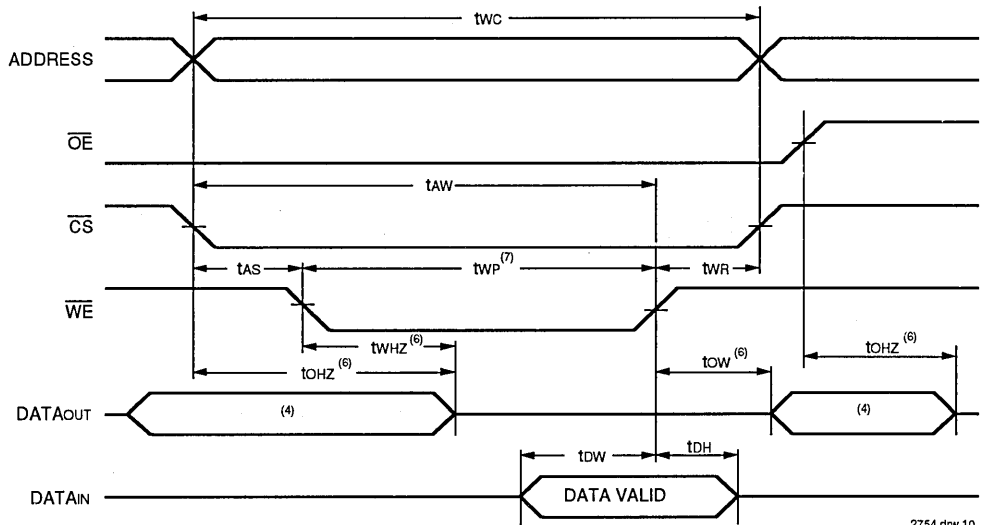 tWC
ADDRESS
OE
tAW
CS
tAS tWP(7) tWR
WE
tWHZ(6)
tOHZ(6) tOW(6) tOHZ(6)
DATAOUT (4) (4)
tDW tDH
DATAIN DATA VALID
2754 drw 10